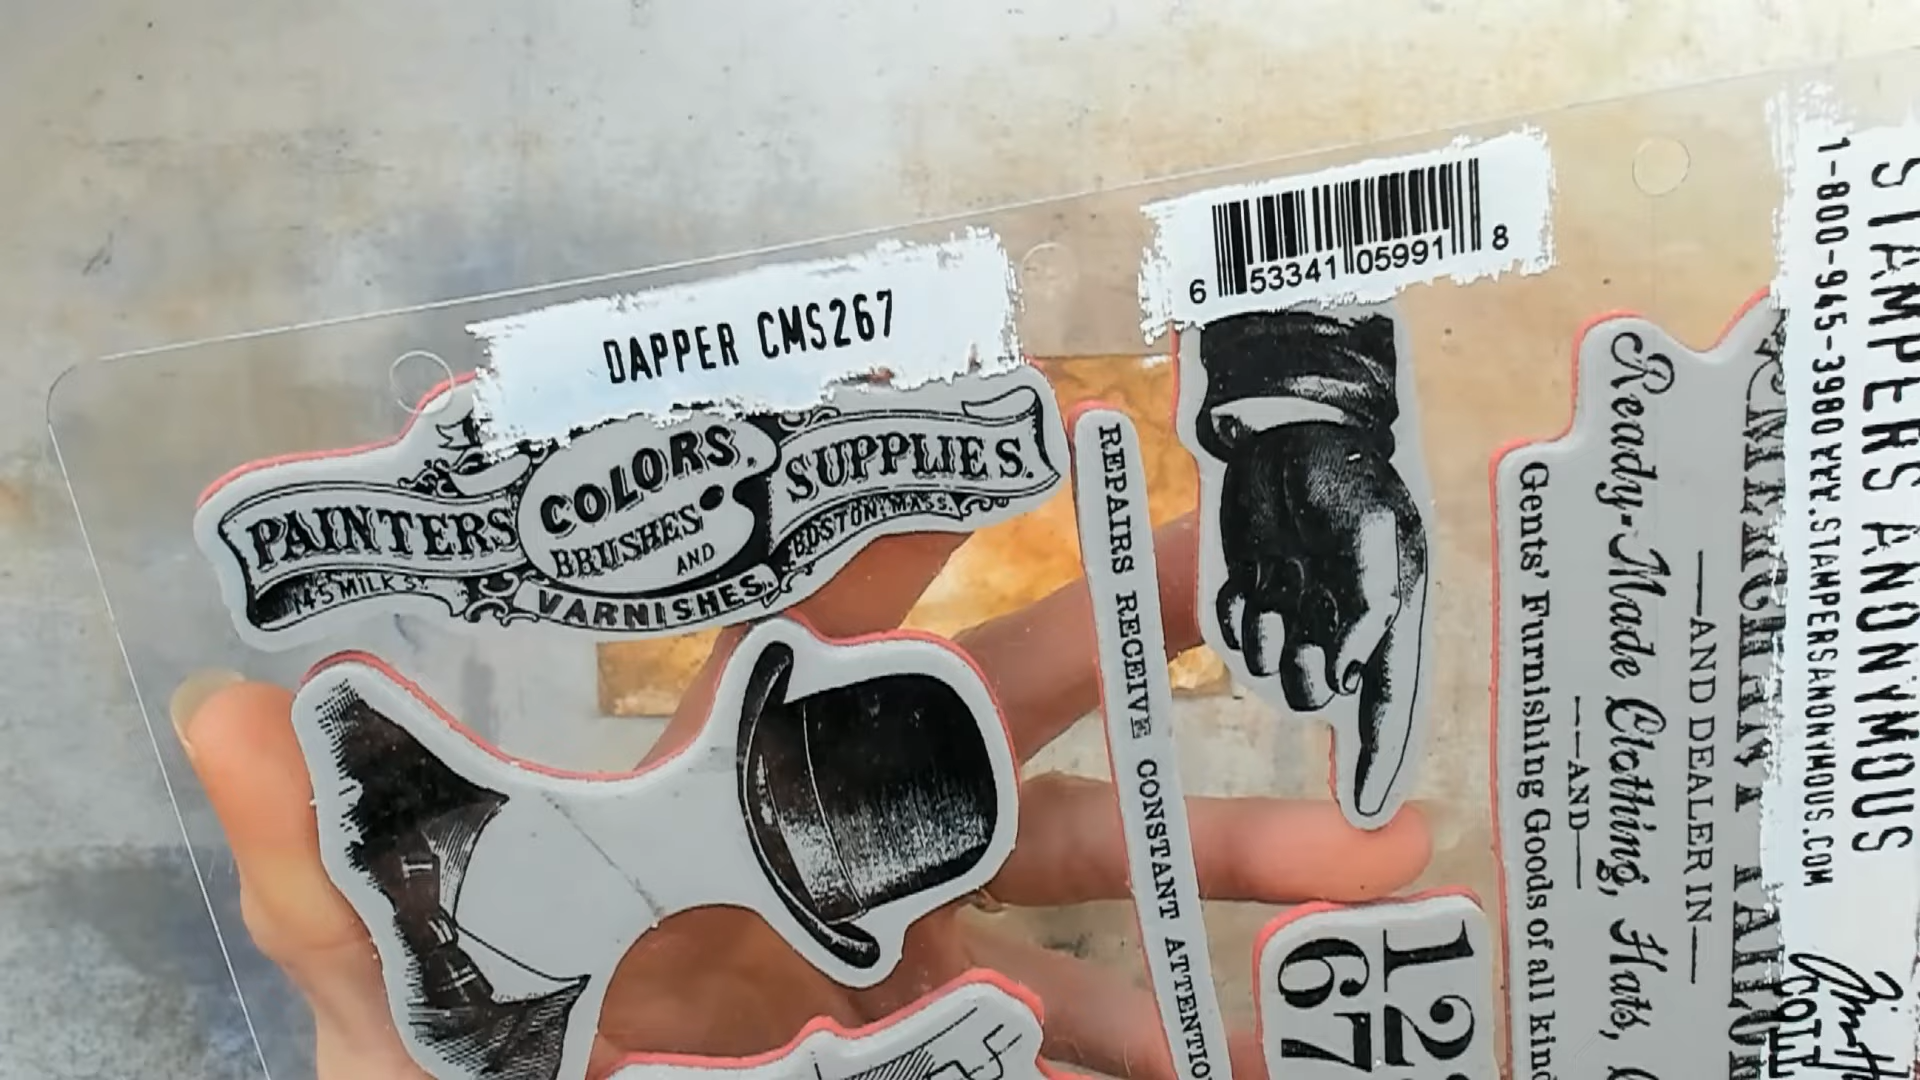 DAPPER CMS267
6 53341 05991 8
PAINTERS
COLORS
BRUSHES
AND
VARNISHES.
SUPPLIES.
145 MILK ST.
BOSTON, MASS.
REPAIRS RECEIVE CONSTANT ATTENTIO
12
67
—AND DEALER IN—
Ready-Made Clothing, Hats,
—AND—
Gents' Furnishing Goods of all kind
STAMPERS ANONYMOUS
1-800-945-3980 WWW.STAMPERSANONYMOUS.COM